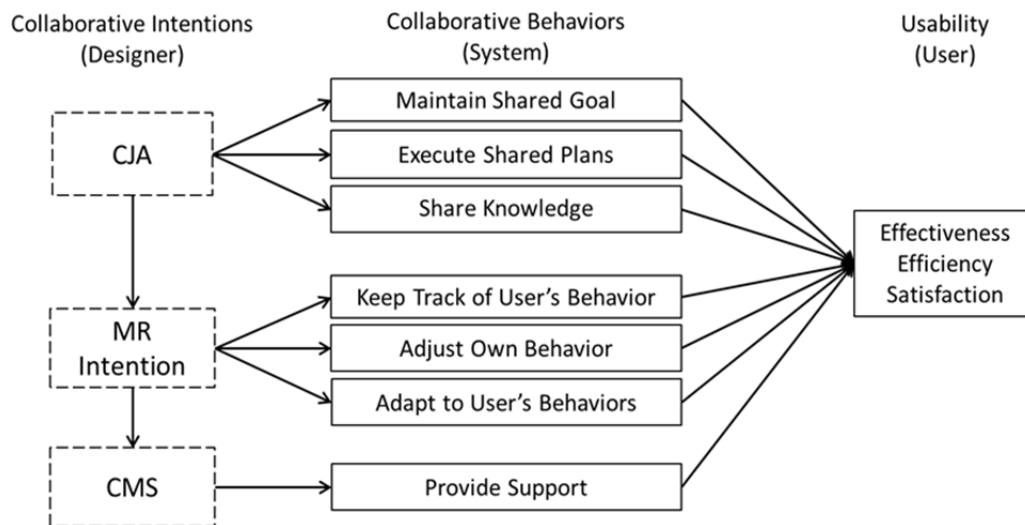 Collaborative Intentions
(Designer)
Collaborative Behaviors
(System)
Usability
(User)
CJA
Maintain Shared Goal
Execute Shared Plans
Share Knowledge
MR
Intention
Keep Track of User's Behavior
Adjust Own Behavior
Adapt to User's Behaviors
CMS
Provide Support
Effectiveness
Efficiency
Satisfaction